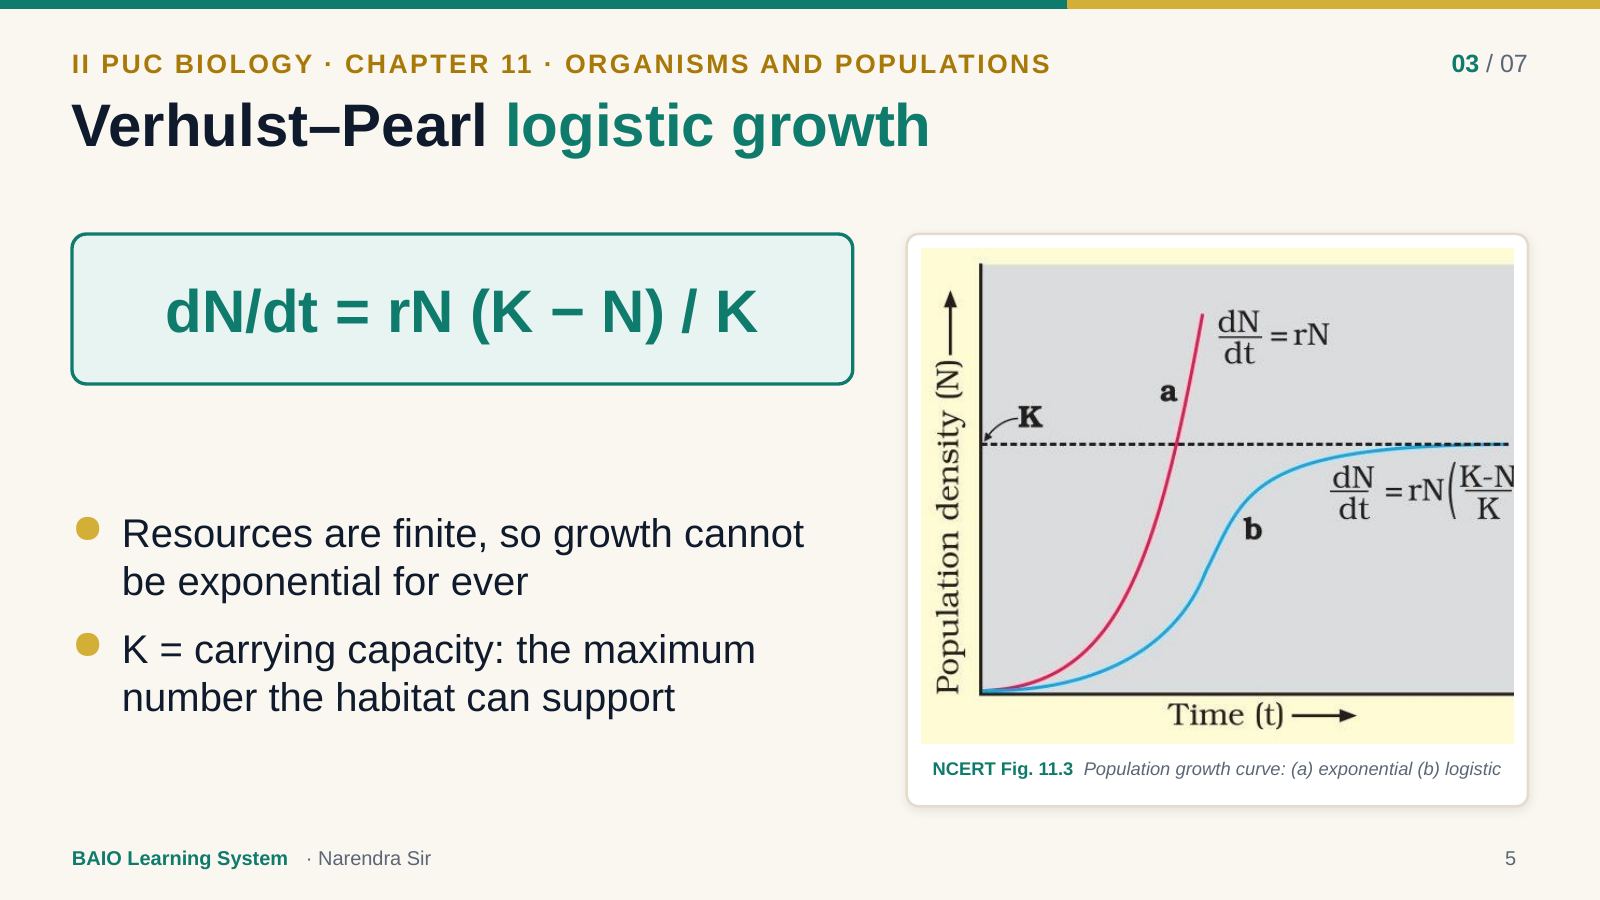 II PUC BIOLOGY · CHAPTER 11 · ORGANISMS AND POPULATIONS
03 / 07
Verhulst–Pearl logistic growth
dN/dt = rN (K − N) / K
Resources are finite, so growth cannot
be exponential for ever
K = carrying capacity: the maximum
number the habitat can support
Population density (N)
dN/dt = rN
a
K
dN/dt = rN(K-N/K
b
Time (t)
NCERT Fig. 11.3 Population growth curve: (a) exponential (b) logistic
BAIO Learning System · Narendra Sir
5